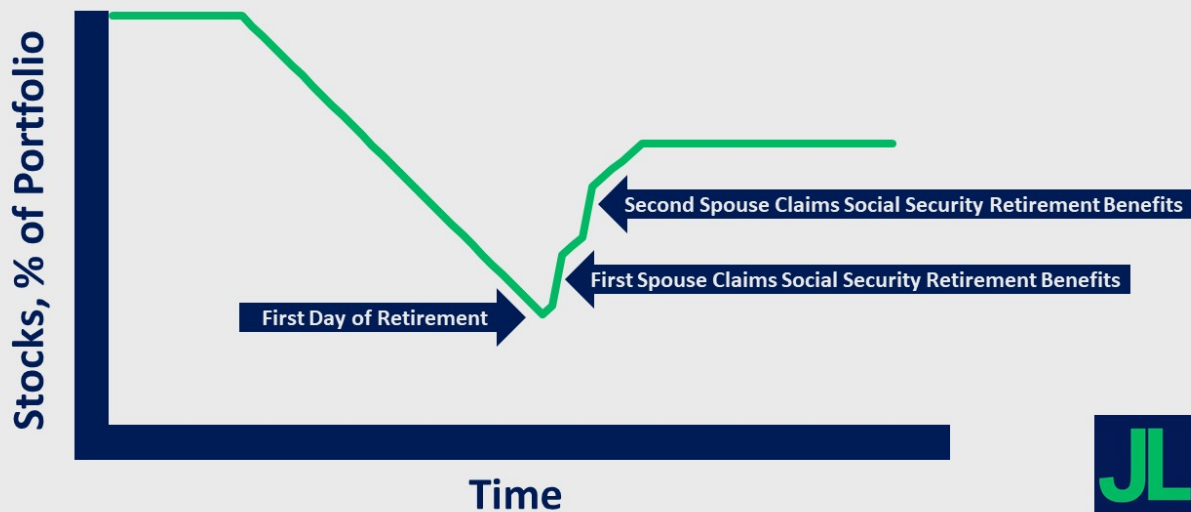 Stocks, % of Portfolio
Second Spouse Claims Social Security Retirement Benefits
First Spouse Claims Social Security Retirement Benefits
First Day of Retirement
Time
JL